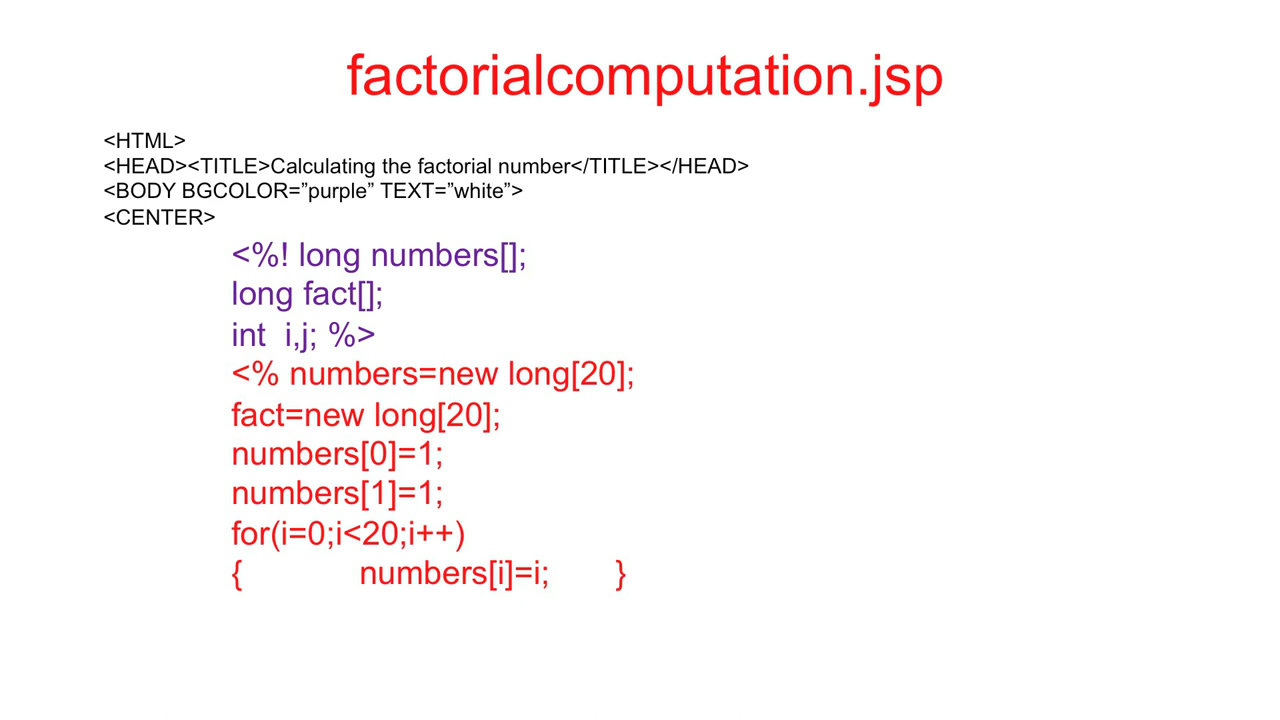 factorialcomputation.jsp
<HTML>
<HEAD><TITLE>Calculating the factorial number</TITLE></HEAD>
<BODY BGCOLOR=”purple” TEXT=”white”>
<CENTER>
<%! long numbers[];
long fact[];
int i,j; %>
<% numbers=new long[20];
fact=new long[20];
numbers[0]=1;
numbers[1]=1;
for(i=0;i<20;i++)
{ numbers[i]=i; }